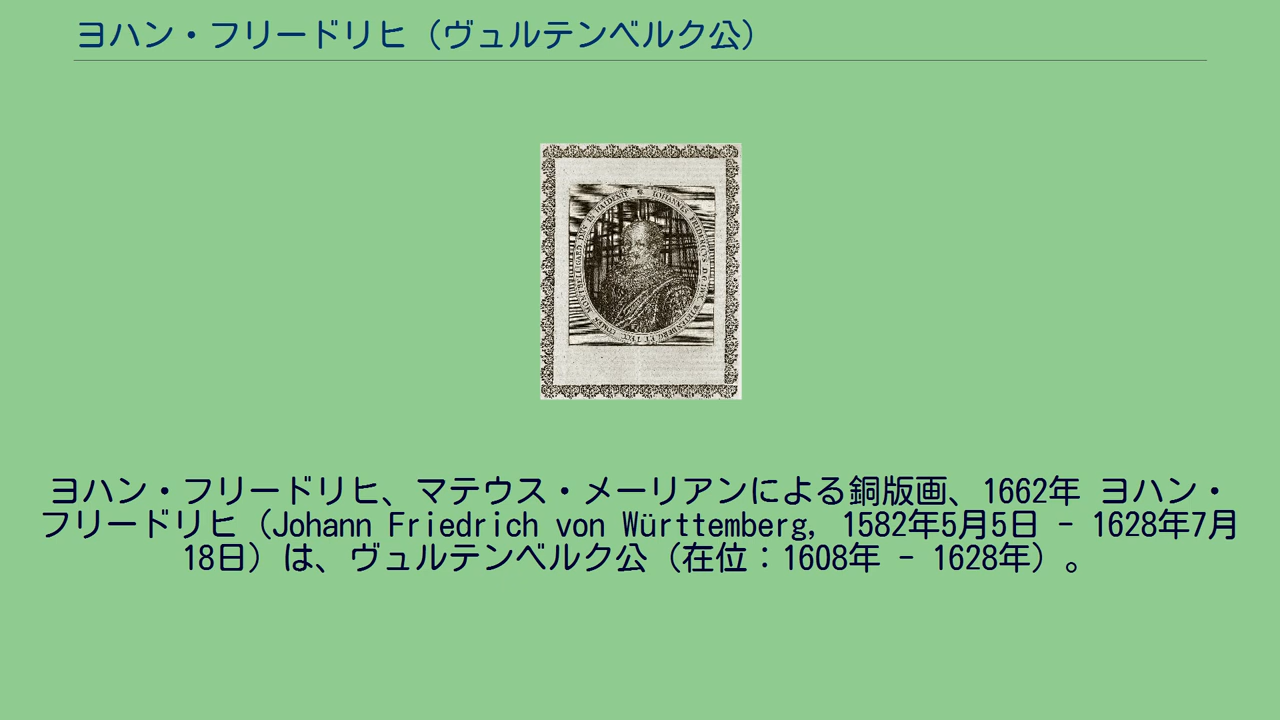 ヨハン・フリードリヒ（ヴュルテンベルク公）
ヨハン・フリードリヒ、マテウス・メーリアンによる銅版画、1662年 ヨハン・
フリードリヒ（Johann Friedrich von Württemberg, 1582年5月5日 - 1628年7月
18日）は、ヴュルテンベルク公（在位：1608年 - 1628年）。